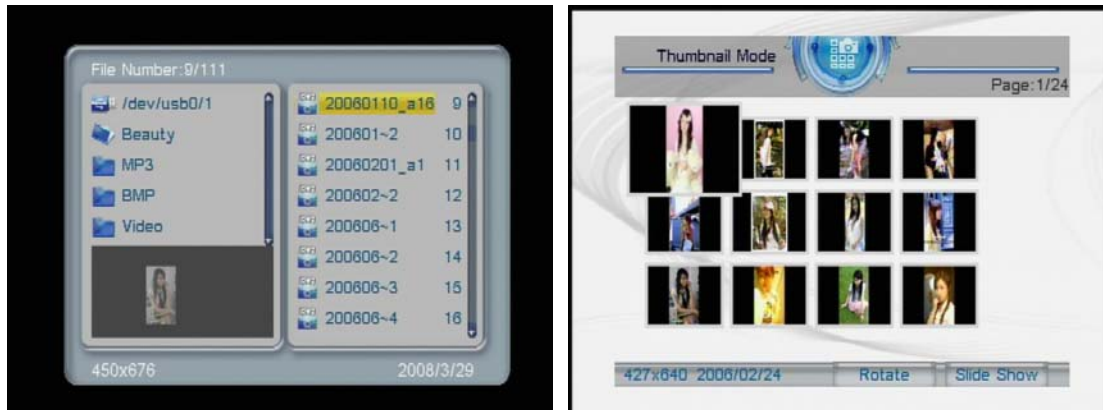 File Number:9/111
/dev/usb0/1
Beauty
MP3
BMP
Video
20060110_a16 9
200601~2 10
20060201_a1 11
200602~2 12
200606~1 13
200606~2 14
200606~3 15
200606~4 16
450x676 2008/3/29
Thumbnail Mode
Page:1/24
427x640 2006/02/24 Rotate Slide Show